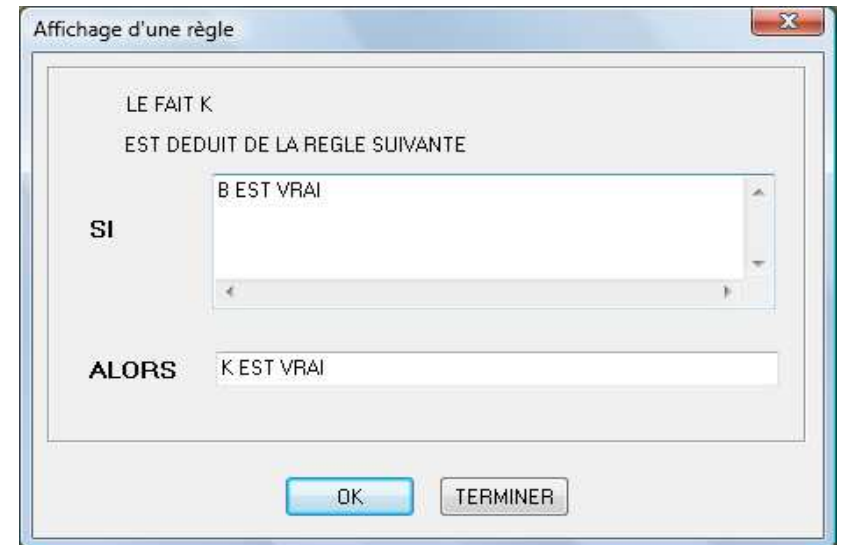 Affichage d'une règle
LE FAIT K
EST DEDUIT DE LA REGLE SUIVANTE
SI
B EST VRAI
ALORS
K EST VRAI
OK
TERMINER